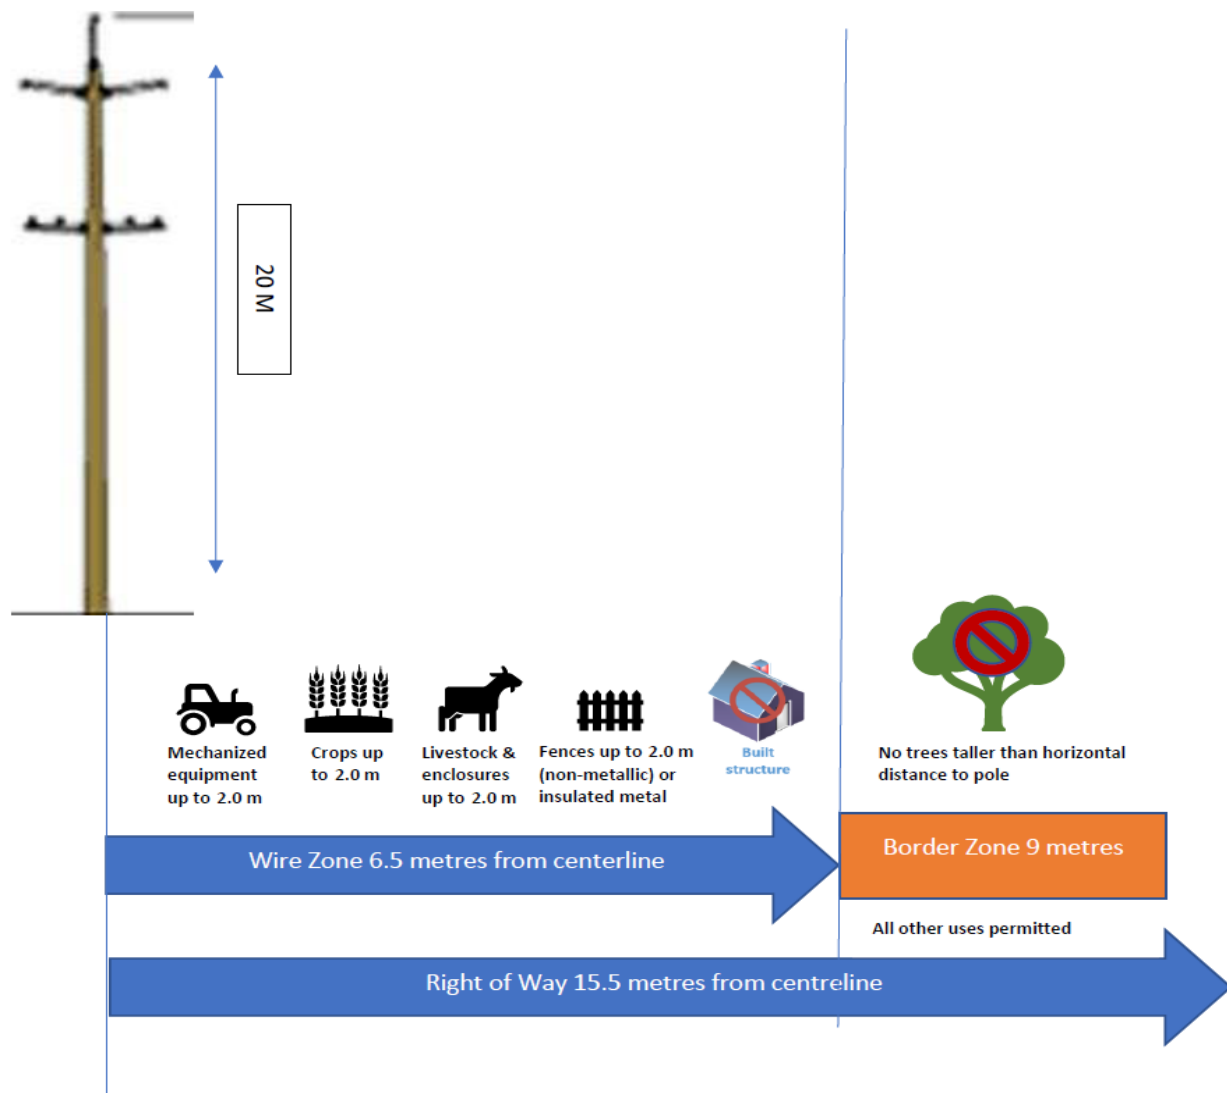 20 M
Mechanized
equipment
up to 2.0 m
Crops up
to 2.0 m
Livestock &
enclosures
up to 2.0 m
Fences up to 2.0 m
(non-metallic) or
insulated metal
Built
structure
No trees taller than horizontal
distance to pole
Wire Zone 6.5 metres from centerline
Border Zone 9 metres
All other uses permitted
Right of Way 15.5 metres from centreline